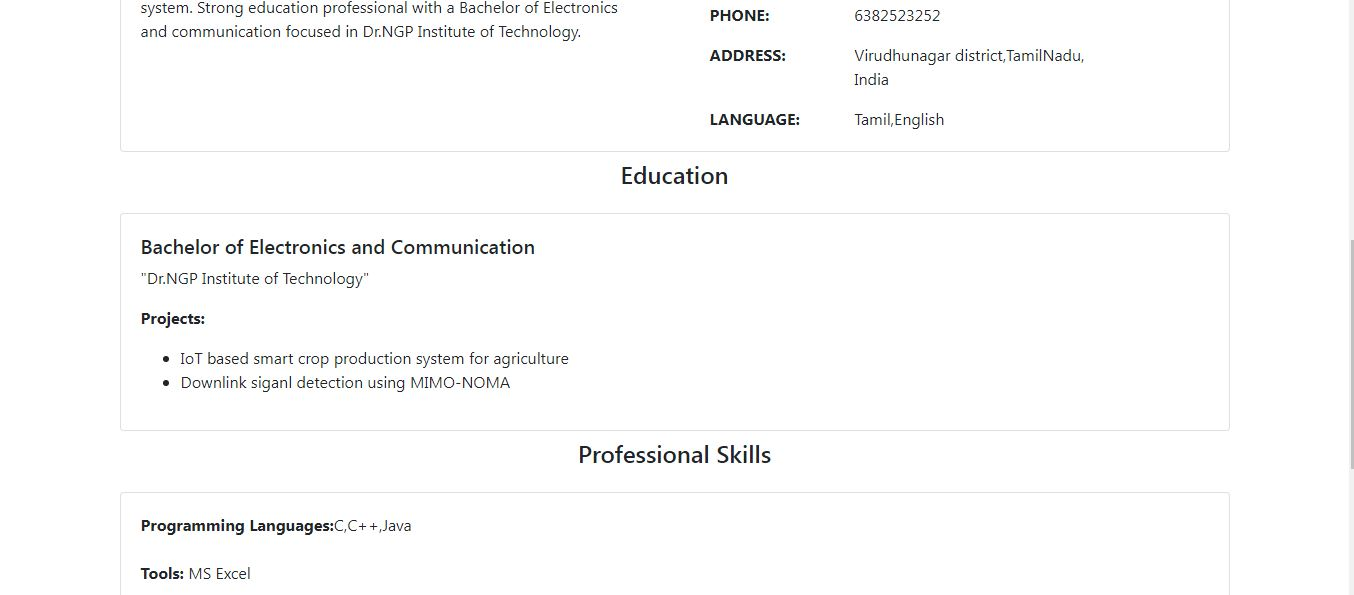 system. Strong education professional with a Bachelor of Electronics
and communication focused in Dr.NGP Institute of Technology.
PHONE: 6382523252
ADDRESS: Virudhunagar district,TamilNadu,
India
LANGUAGE: Tamil,English
Education
Bachelor of Electronics and Communication
"Dr.NGP Institute of Technology"
Projects:
• IoT based smart crop production system for agriculture
• Downlink siganl detection using MIMO-NOMA
Professional Skills
Programming Languages:C,C++,Java
Tools: MS Excel